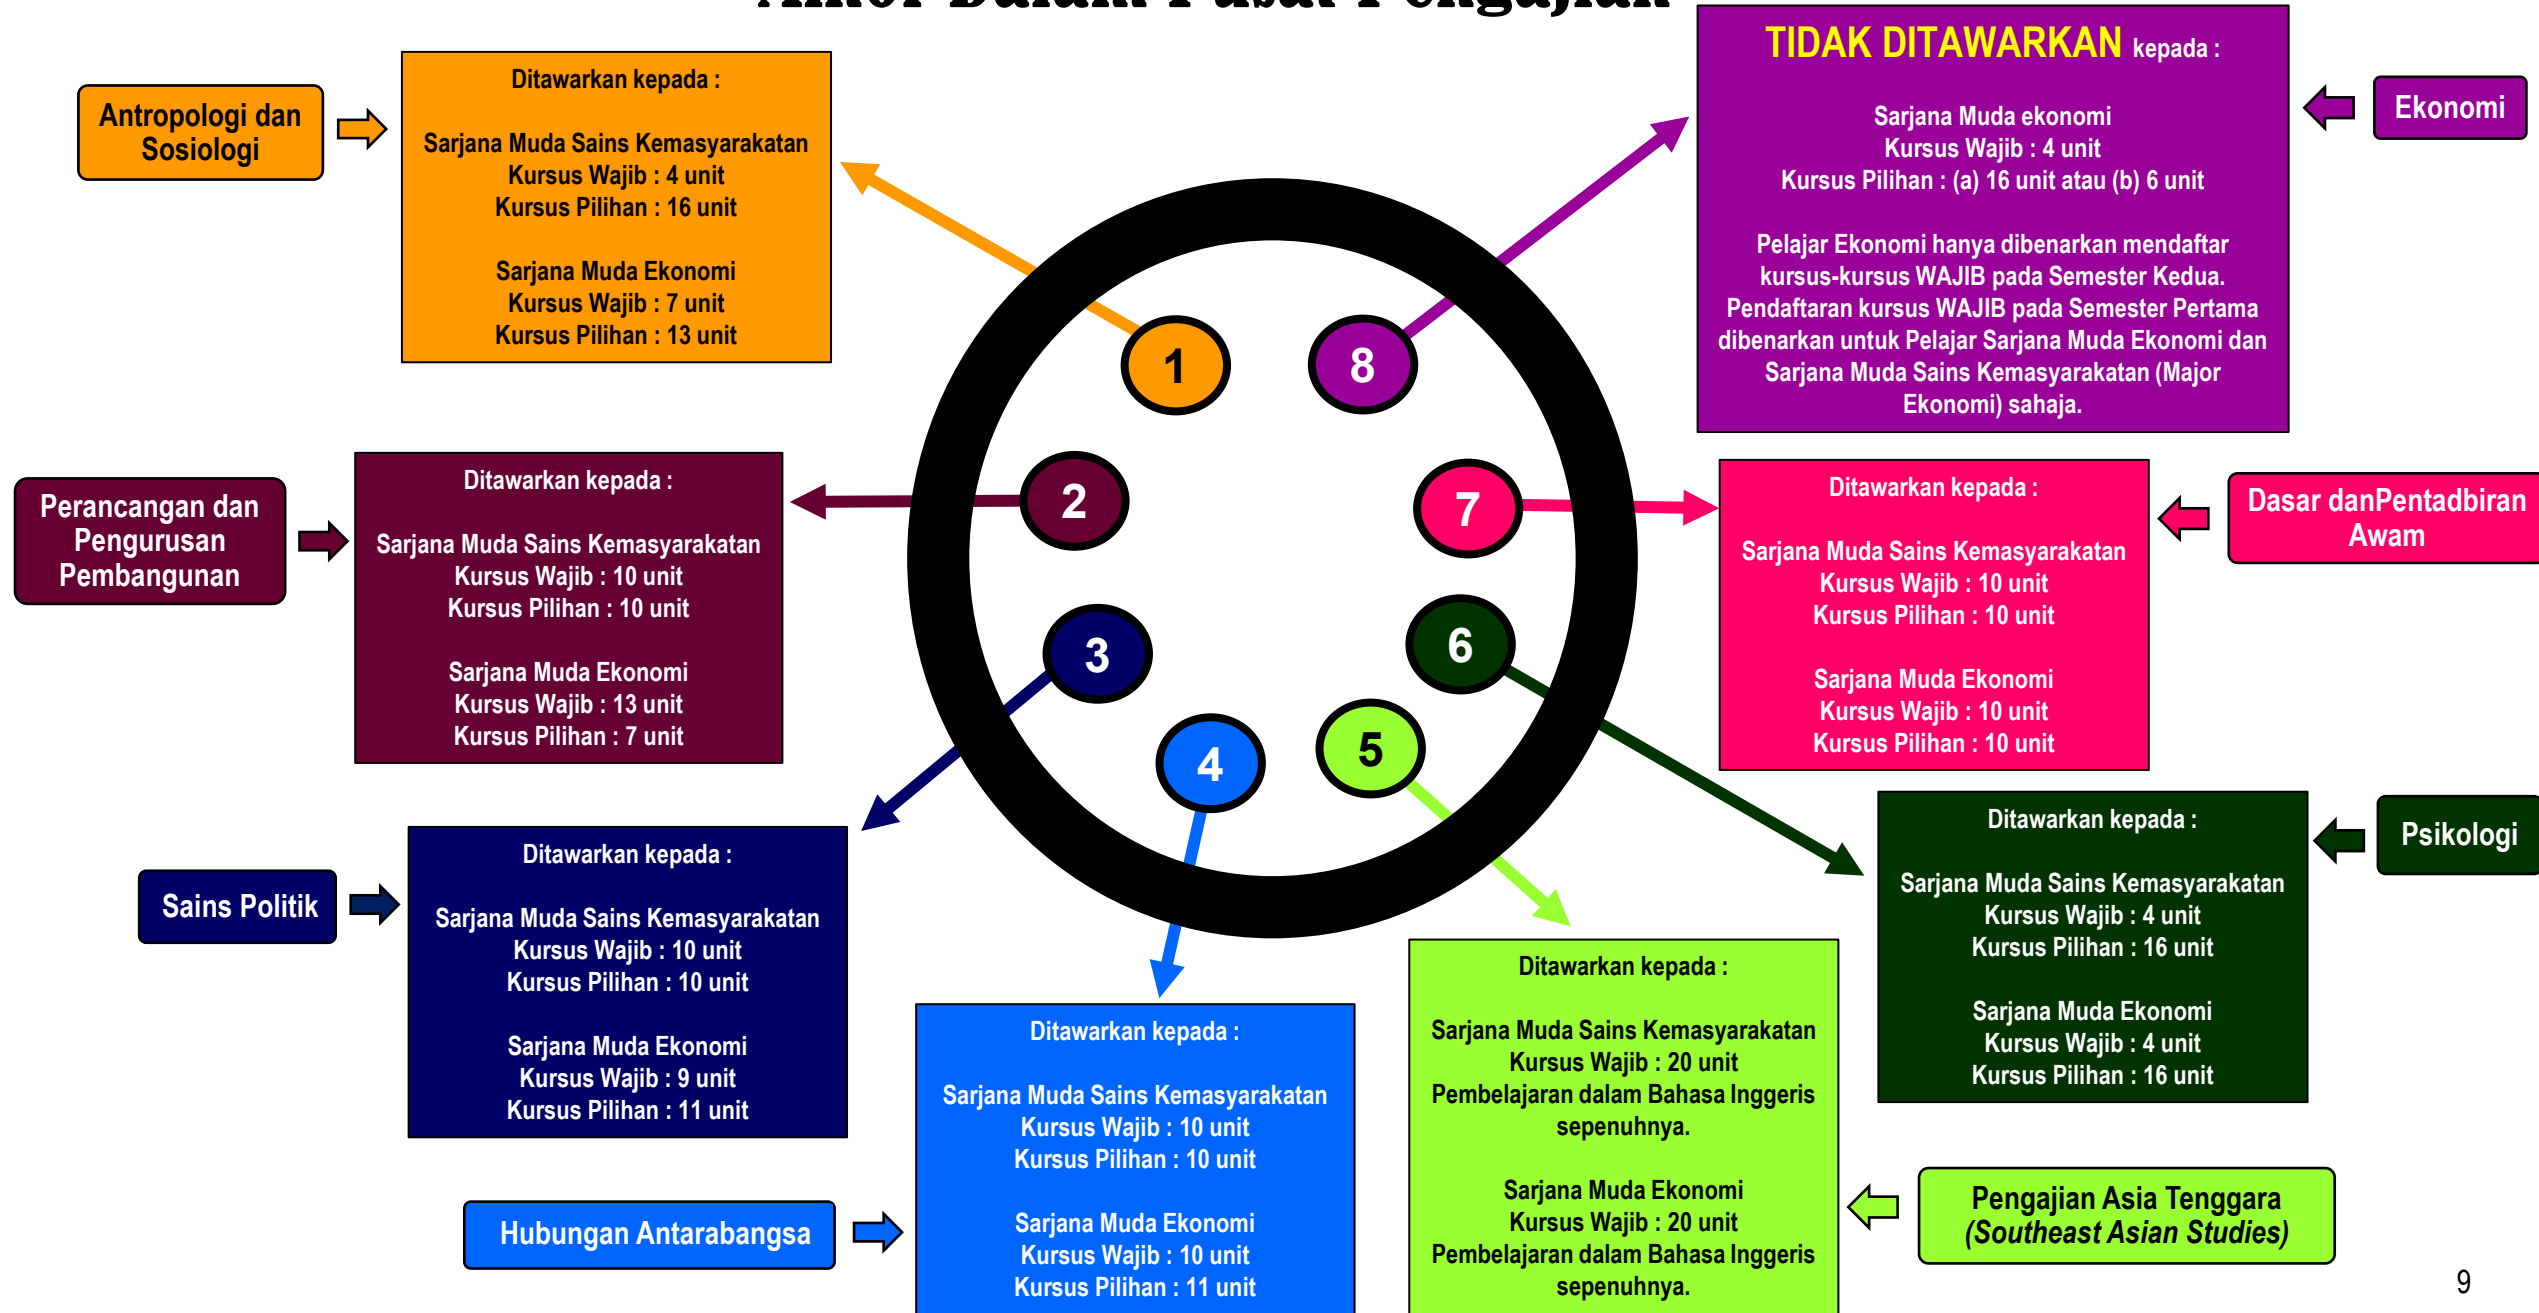 Minor Dalam Pusat Pengajian
Antropologi dan
Sosiologi
Ditawarkan kepada :
Sarjana Muda Sains Kemasyarakatan
Kursus Wajib : 4 unit
Kursus Pilihan : 16 unit
Sarjana Muda Ekonomi
Kursus Wajib : 7 unit
Kursus Pilihan : 13 unit
1
Perancangan dan
Pengurusan
Pembangunan
Ditawarkan kepada :
Sarjana Muda Sains Kemasyarakatan
Kursus Wajib : 10 unit
Kursus Pilihan : 10 unit
Sarjana Muda Ekonomi
Kursus Wajib : 13 unit
Kursus Pilihan : 7 unit
2
Sains Politik
Ditawarkan kepada :
Sarjana Muda Sains Kemasyarakatan
Kursus Wajib : 10 unit
Kursus Pilihan : 10 unit
Sarjana Muda Ekonomi
Kursus Wajib : 9 unit
Kursus Pilihan : 11 unit
3
Hubungan Antarabangsa
Ditawarkan kepada :
Sarjana Muda Sains Kemasyarakatan
Kursus Wajib : 10 unit
Kursus Pilihan : 10 unit
Sarjana Muda Ekonomi
Kursus Wajib : 10 unit
Kursus Pilihan : 11 unit
4
Ditawarkan kepada :
Sarjana Muda Sains Kemasyarakatan
Kursus Wajib : 20 unit
Pembelajaran dalam Bahasa Inggeris
sepenuhnya.
Sarjana Muda Ekonomi
Kursus Wajib : 20 unit
Pembelajaran dalam Bahasa Inggeris
sepenuhnya.
5
Pengajian Asia Tenggara
(Southeast Asian Studies)
Ditawarkan kepada :
Sarjana Muda Sains Kemasyarakatan
Kursus Wajib : 4 unit
Kursus Pilihan : 16 unit
Sarjana Muda Ekonomi
Kursus Wajib : 4 unit
Kursus Pilihan : 16 unit
6
Psikologi
Ditawarkan kepada :
Sarjana Muda Sains Kemasyarakatan
Kursus Wajib : 10 unit
Kursus Pilihan : 10 unit
Sarjana Muda Ekonomi
Kursus Wajib : 10 unit
Kursus Pilihan : 10 unit
7
Dasar danPentadbiran
Awam
TIDAK DITAWARKAN kepada :
Sarjana Muda ekonomi
Kursus Wajib : 4 unit
Kursus Pilihan : (a) 16 unit atau (b) 6 unit
Pelajar Ekonomi hanya dibenarkan mendaftar
kursus-kursus WAJIB pada Semester Kedua.
Pendaftaran kursus WAJIB pada Semester Pertama
dibenarkan untuk Pelajar Sarjana Muda Ekonomi dan
Sarjana Muda Sains Kemasyarakatan (Major
Ekonomi) sahaja.
8
Ekonomi
9